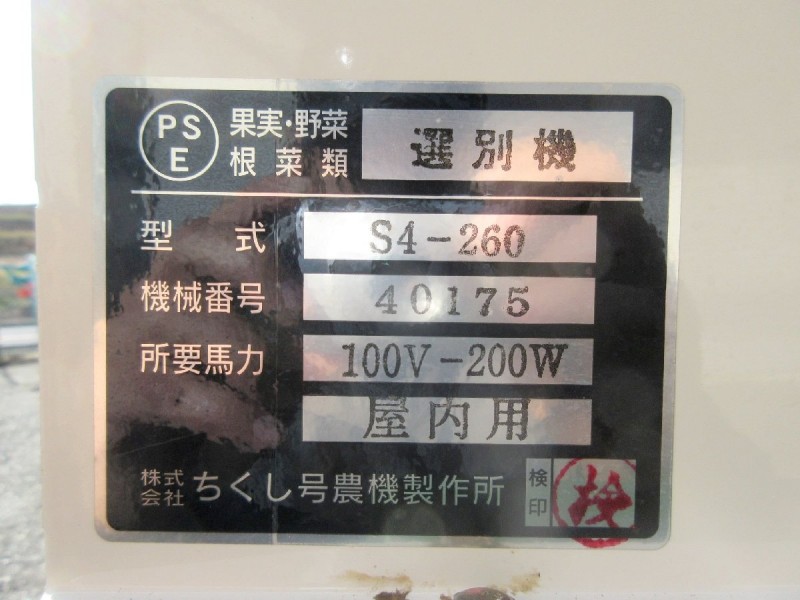 PSE 果実・野菜 根菜類 選別機
型式 S4-260
機械番号 40175
所要馬力 100V-200W
屋内用
株式会社 ちくし号農機製作所 検印 検